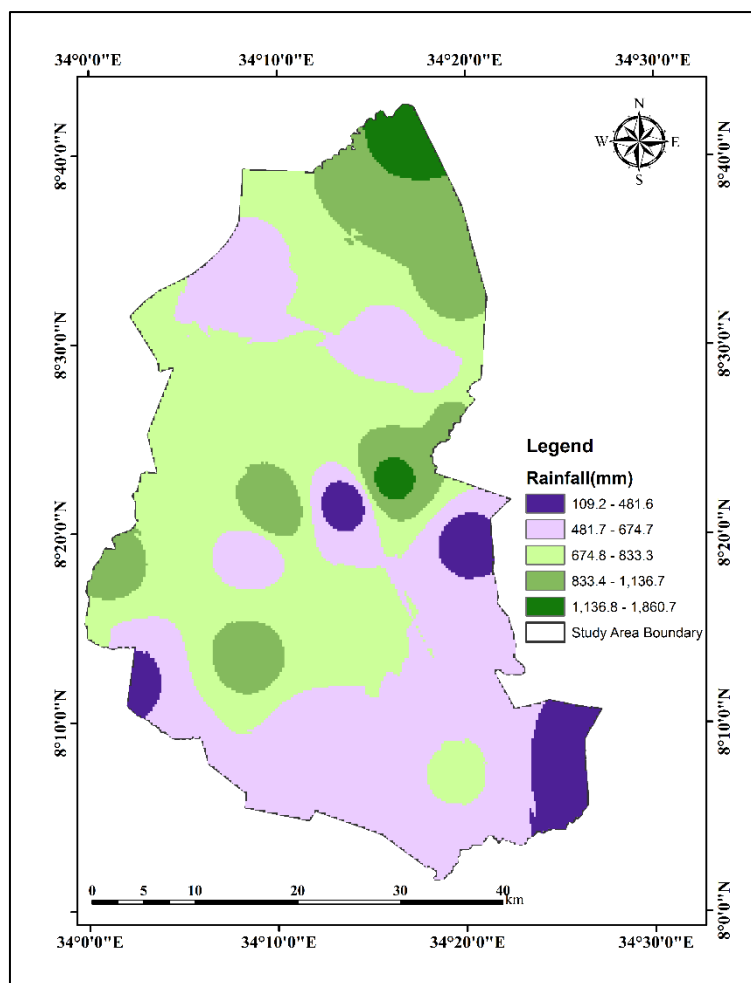 34°0'0"E 34°10'0"E 34°20'0"E 34°30'0"E
N
W E
S
8°40'0"N 8°40'0"N
8°30'0"N 8°30'0"N
Legend
Rainfall(mm)
109.2 - 481.6
481.7 - 674.7
674.8 - 833.3
833.4 - 1,136.7
1,136.8 - 1,860.7
Study Area Boundary
8°20'0"N 8°20'0"N
8°10'0"N 8°10'0"N
0 5 10 20 30 40
km
8°0'0"N 8°0'0"N
34°0'0"E 34°10'0"E 34°20'0"E 34°30'0"E